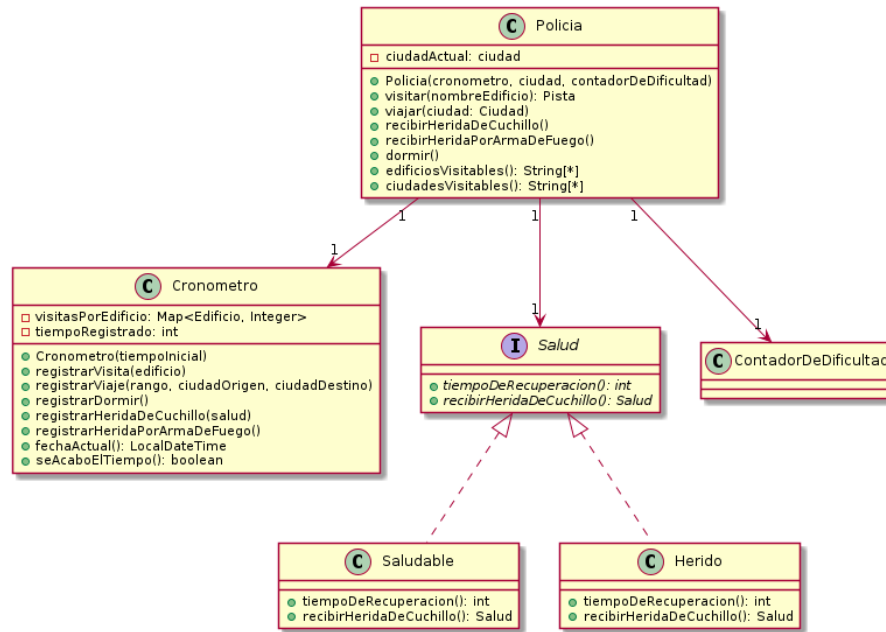 C Policia
ciudadActual: ciudad
Policia(cronometro, ciudad, contadorDeDificultad)
visitar(nombreEdificio): Pista
viajar(ciudad: Ciudad)
recibirHeridaDeCuchillo()
recibirHeridaPorArmaDeFuego()
dormir()
edificiosVisitables(): String[*]
ciudadesVisitables(): String[*]
1 1 1
1 1 1
C Cronometro
visitasPorEdificio: Map<Edificio, Integer>
tiempoRegistrado: int
Cronometro(tiempoInicial)
registrarVisita(edificio)
registrarViaje(rango, ciudadOrigen, ciudadDestino)
registrarDormir()
registrarHeridaDeCuchillo(salud)
registrarHeridaPorArmaDeFuego()
fechaActual(): LocalDateTime
seAcaboElTiempo(): boolean
I Salud
tiempoDeRecuperacion(): int
recibirHeridaDeCuchillo(): Salud
C ContadorDeDificultad
C Saludable
tiempoDeRecuperacion(): int
recibirHeridaDeCuchillo(): Salud
C Herido
tiempoDeRecuperacion(): int
recibirHeridaDeCuchillo(): Salud